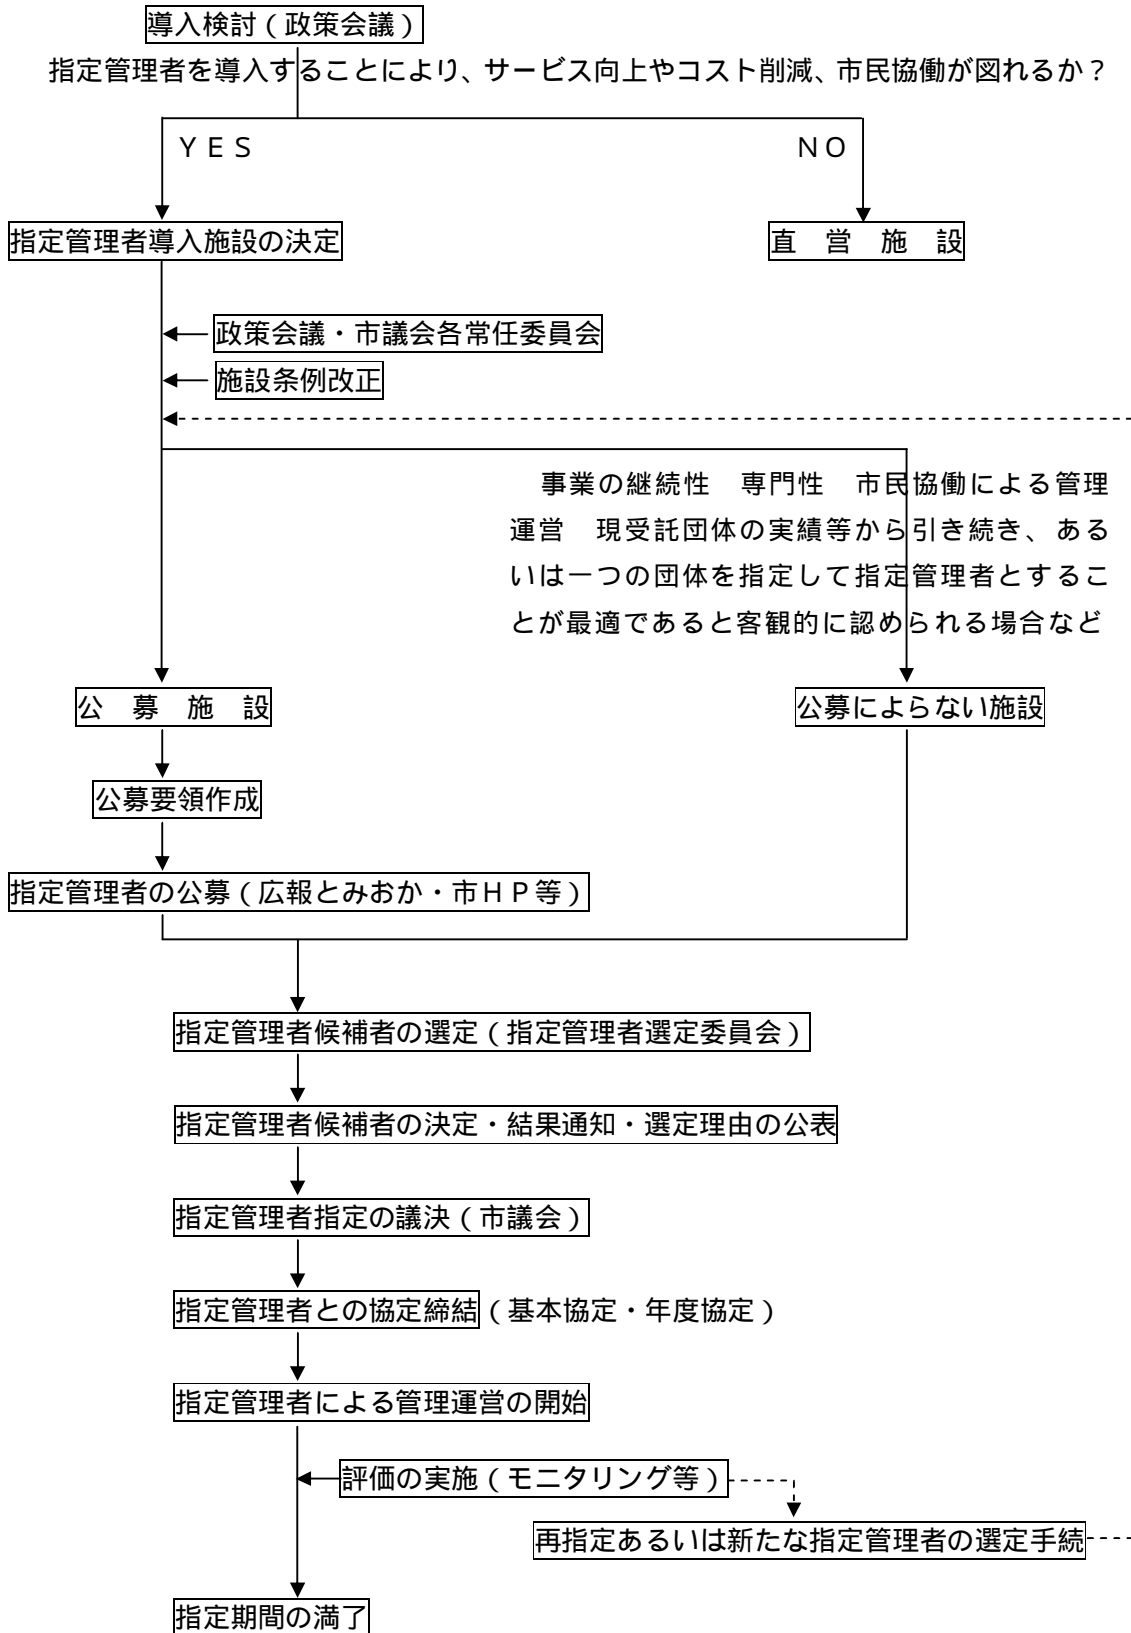 導入検討(政策会議)
指定管理者を導入することにより、サービス向上やコスト削減、市民協働が図れるか？
ＹＥＳ
ＮＯ
指定管理者導入施設の決定
直　営　施　設
政策会議・市議会各常任委員会
施設条例改正
事業の継続性　専門性　市民協働による管理
運営　現受託団体の実績等から引き続き、ある
いは一つの団体を指定して指定管理者とするこ
とが最適であると客観的に認められる場合など
公　募　施　設
公募によらない施設
公募要領作成
指定管理者の公募(広報とみおか・市ＨＰ等)
指定管理者候補者の選定(指定管理者選定委員会)
指定管理者候補者の決定・結果通知・選定理由の公表
指定管理者指定の議決(市議会)
指定管理者との協定締結(基本協定・年度協定)
指定管理者による管理運営の開始
評価の実施(モニタリング等)
再指定あるいは新たな指定管理者の選定手続
指定期間の満了